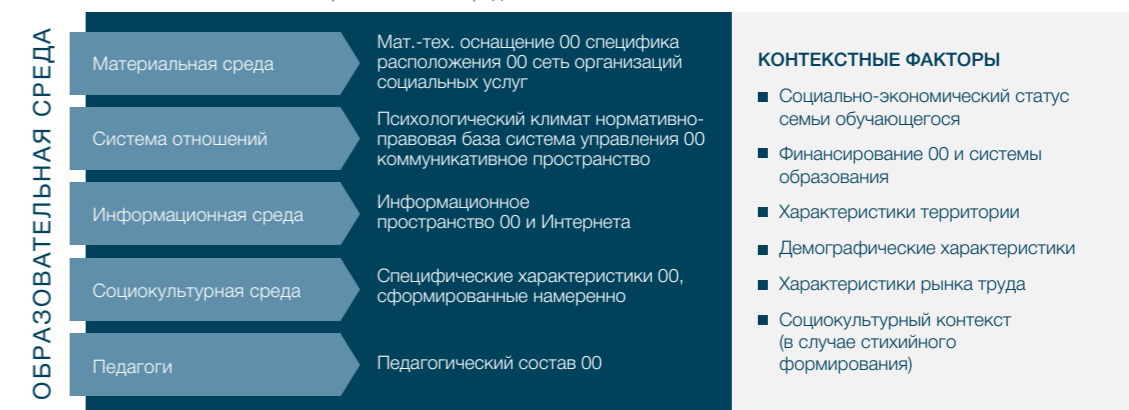 ОБРАЗОВАТЕЛЬНАЯ СРЕДА
Материальная среда
Мат.-тех. оснащение 00 специфика
расположения 00 сеть организаций
социальных услуг
Система отношений
Психологический климат нормативно-
правовая база система управления 00
коммуникативное пространство
Информационная среда
Информационное
пространство 00 и Интернета
Социокультурная среда
Специфические характеристики 00,
сформированные намеренно
Педагоги
Педагогический состав 00
КОНТЕКСТНЫЕ ФАКТОРЫ
Социально-экономический статус
семьи обучающегося
Финансирование 00 и системы
образования
Характеристики территории
Демографические характеристики
Характеристики рынка труда
Социокультурный контекст
(в случае стихийного
формирования)